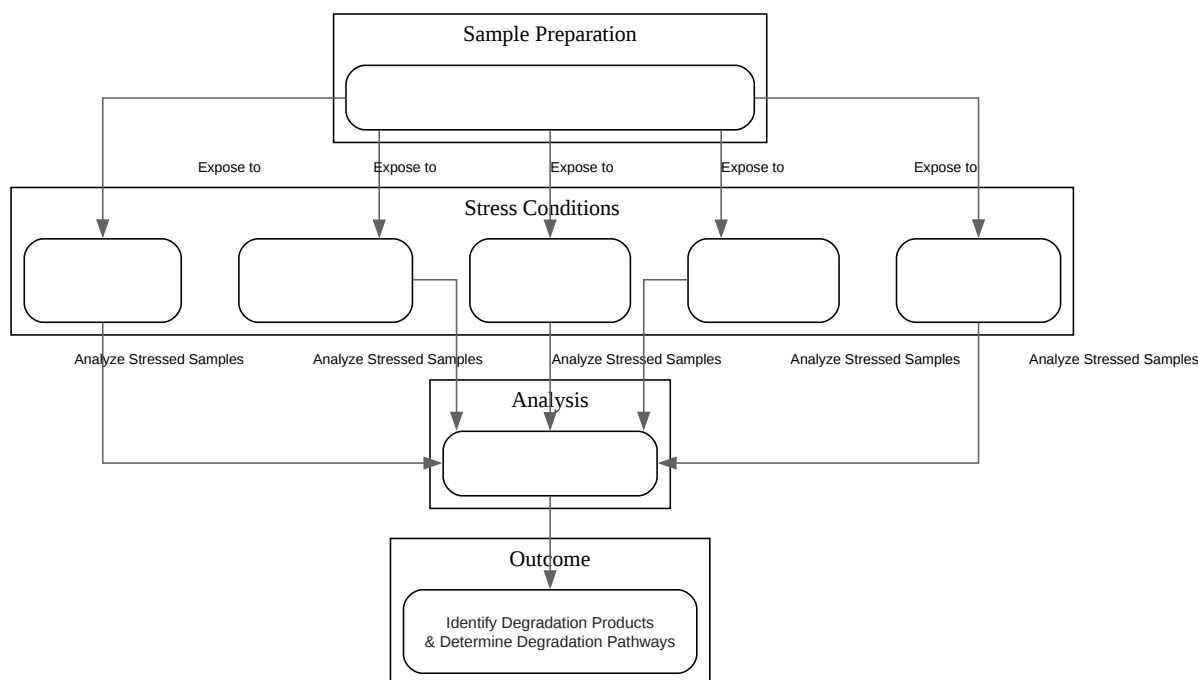 Sample Preparation
Expose to
Expose to
Expose to
Expose to
Expose to
Stress Conditions
Analyze Stressed Samples
Analyze Stressed Samples
Analyze Stressed Samples
Analyze Stressed Samples
Analyze Stressed Samples
Analysis
Outcome
Identify Degradation Products
& Determine Degradation Pathways